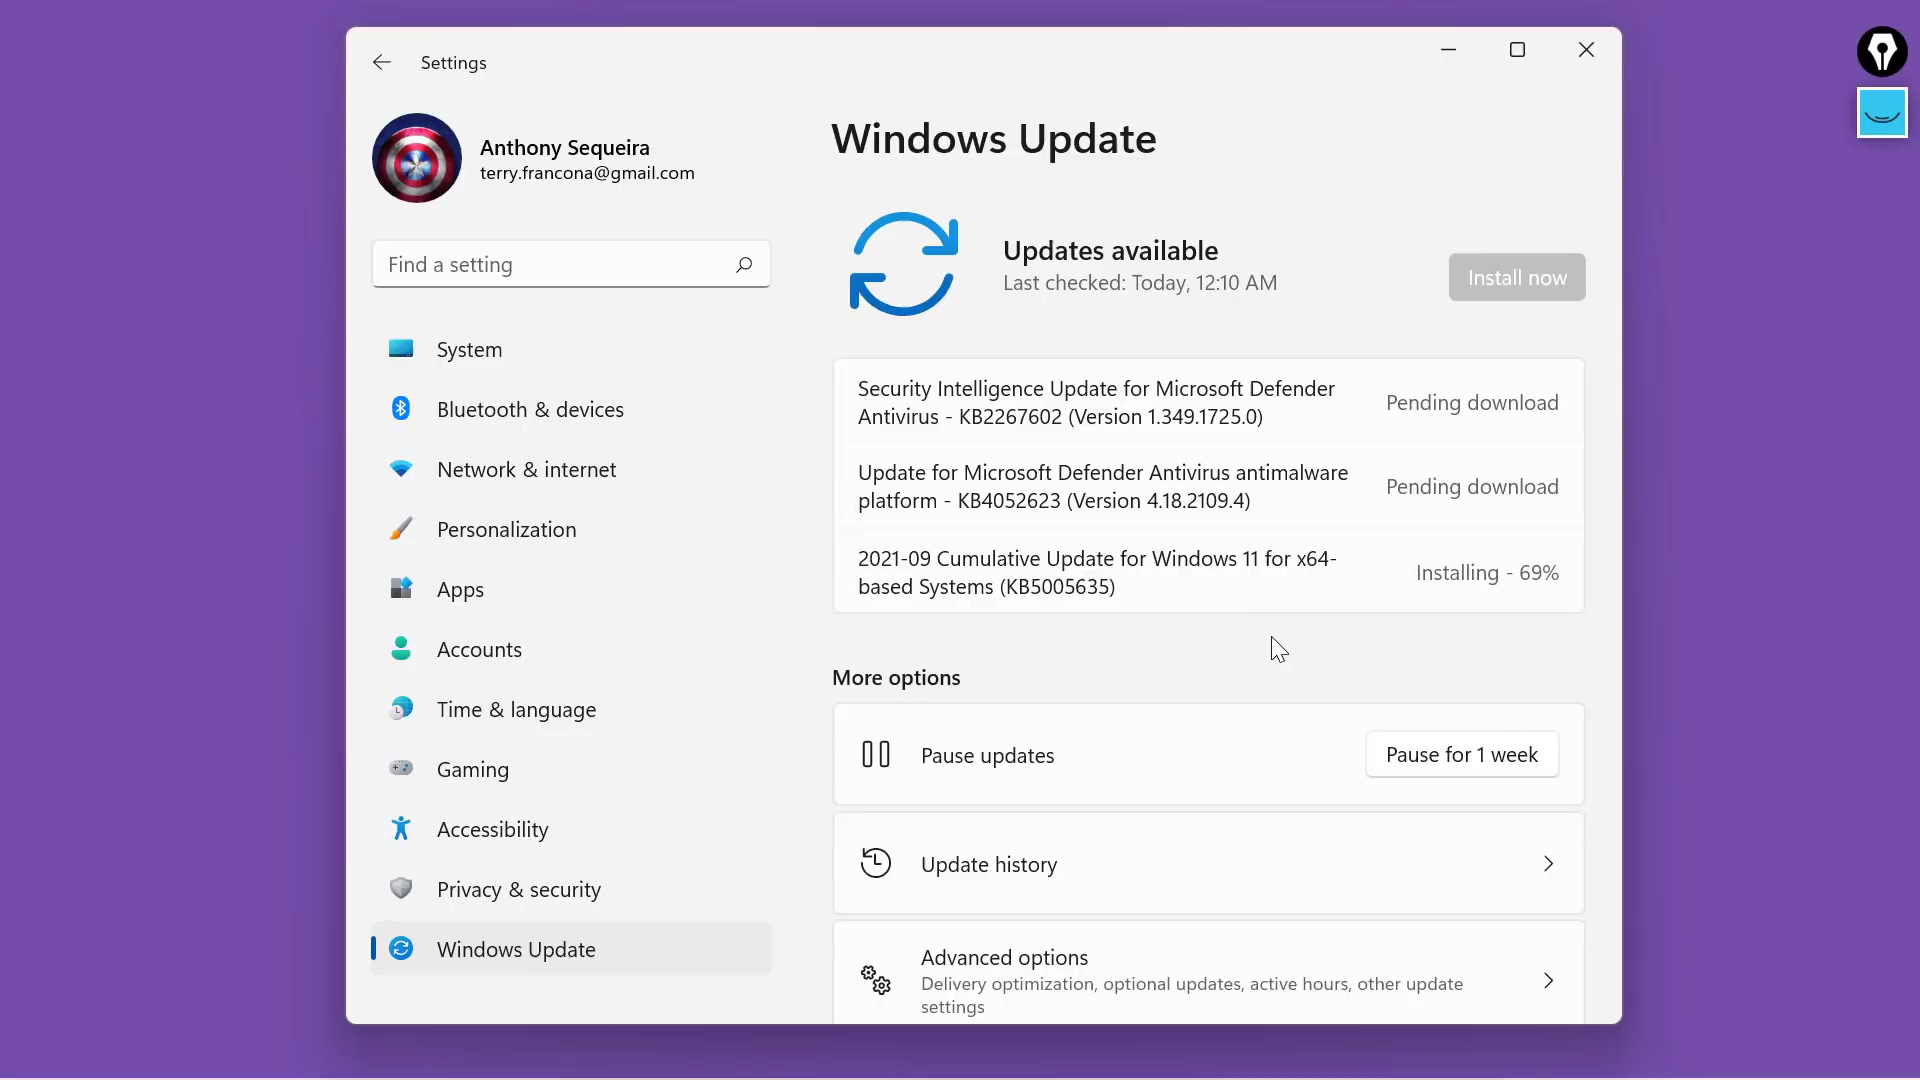 Settings
Anthony Sequeira
terry.francona@gmail.com
Find a setting
System
Bluetooth & devices
Network & internet
Personalization
Apps
Accounts
Time & language
Gaming
Accessibility
Privacy & security
Windows Update
Windows Update
Updates available
Last checked: Today, 12:10 AM
Install now
Security Intelligence Update for Microsoft Defender
Antivirus - KB2267602 (Version 1.349.1725.0)
Pending download
Update for Microsoft Defender Antivirus antimalware
platform - KB4052623 (Version 4.18.2109.4)
Pending download
2021-09 Cumulative Update for Windows 11 for x64-
based Systems (KB5005635)
Installing - 69%
More options
Pause updates
Pause for 1 week
Update history
Advanced options
Delivery optimization, optional updates, active hours, other update
settings